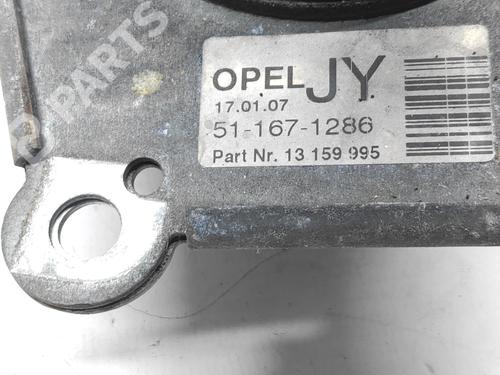 B PARTS
OPEL JY
17.01.07
51-167-1286
Part Nr. 13 159 995